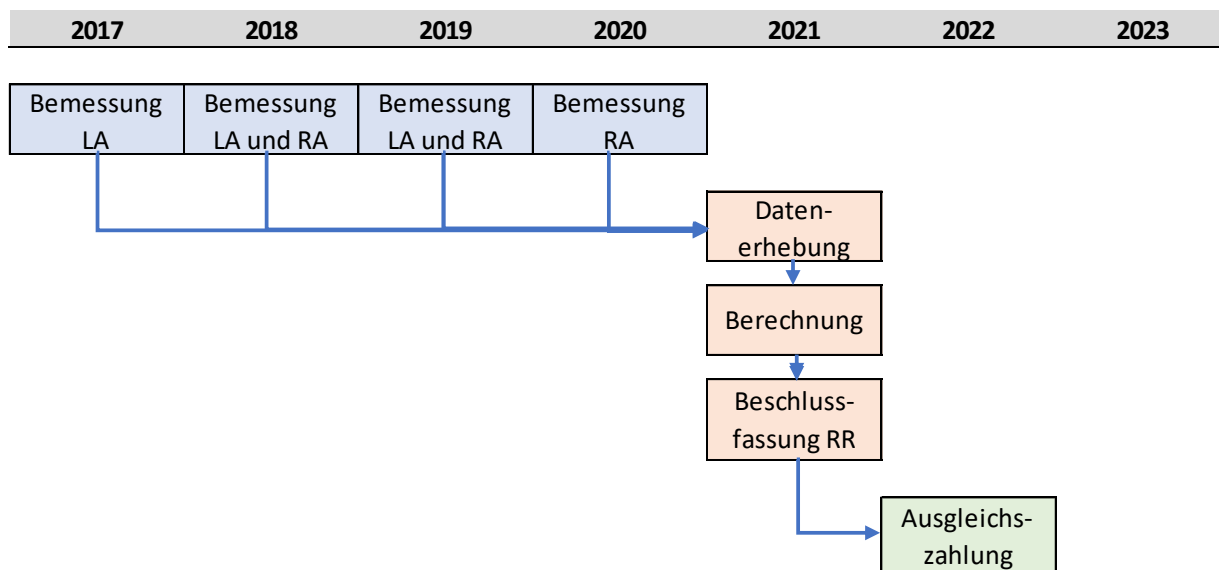 2017 2018 2019 2020 2021 2022 2023
Bemessung Bemessung Bemessung Bemessung
LA LA und RA LA und RA RA
Daten-
erhebung
Berechnung
Beschluss-
fassung RR
Ausgleichs-
zahlung